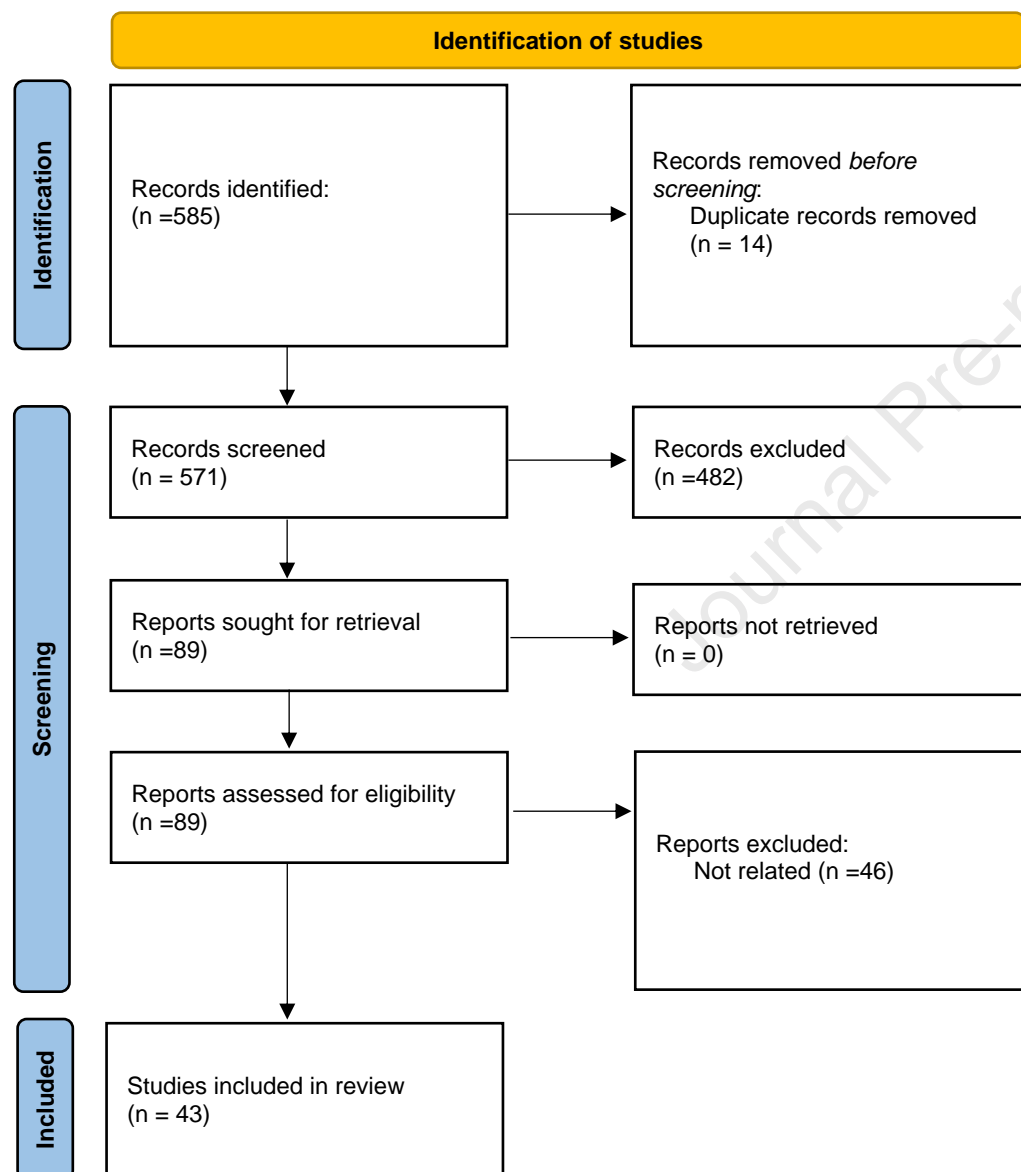 Identification of studies
Identification
Records identified:
(n =585)
Records removed before
screening:
Duplicate records removed
(n = 14)
Screening
Records screened
(n = 571)
Records excluded
(n =482)
Reports sought for retrieval
(n =89)
Reports not retrieved
(n = 0)
Reports assessed for eligibility
(n =89)
Reports excluded:
Not related (n =46)
Included
Studies included in review
(n = 43)
Journal Pre-